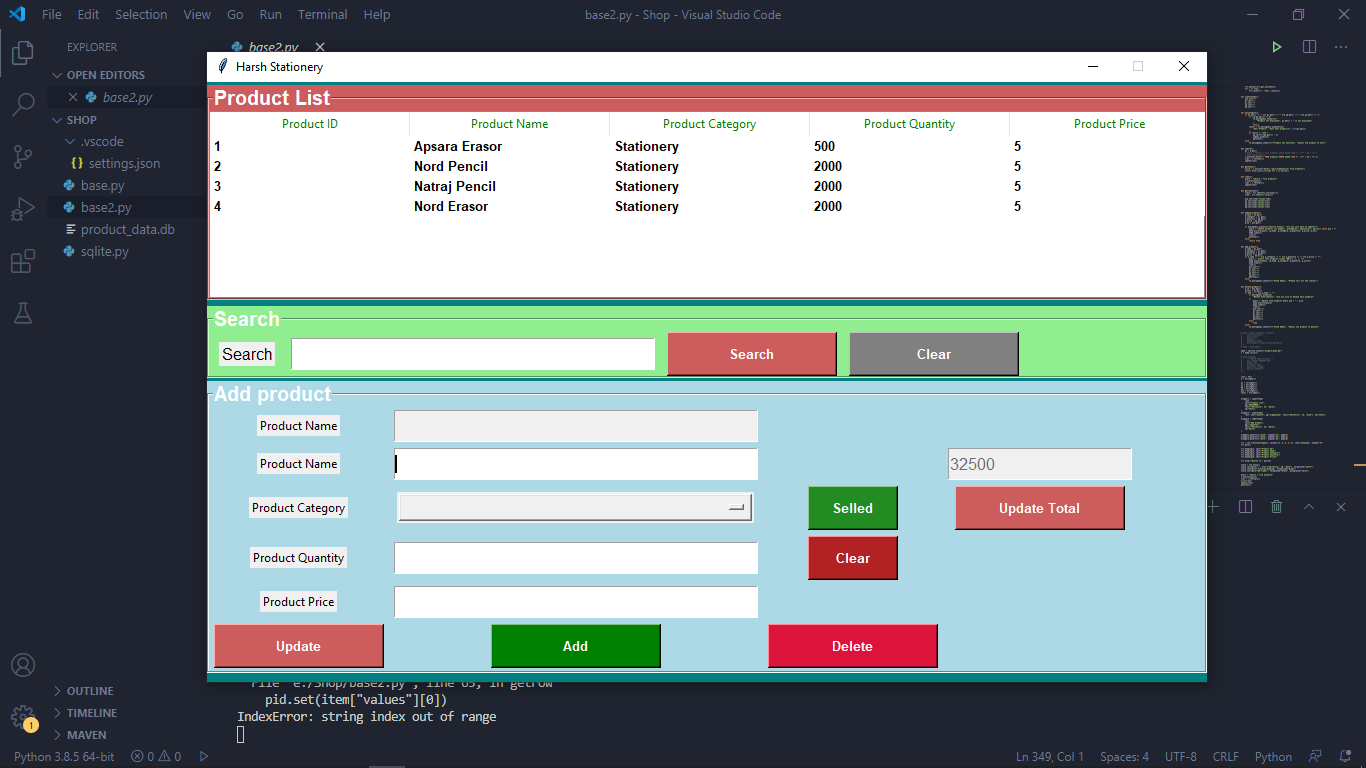 File Edit Selection View Go Run Terminal Help base2.py - Shop - Visual Studio Code
EXPLORER
base2.py
OPEN EDITORS
base2.py
SHOP
.vscode
{} settings.json
base.py
base2.py
product_data.db
sqlite.py
Harsh Stationery
Product List
Product ID Product Name Product Category Product Quantity Product Price
1 Apsara Erasor Stationery 500 5
2 Nord Pencil Stationery 2000 5
3 Natraj Pencil Stationery 2000 5
4 Nord Erasor Stationery 2000 5
Search
Search Search Clear
Add product
Product Name
Product Name 32500
Product Category Selled Update Total
Product Quantity Clear
Product Price
Update Add Delete
File "e:/Shop/base2.py", line 65, in getrow
pid.set(item["values"][0])
IndexError: string index out of range
OUTLINE
TIMELINE
MAVEN
1
Python 3.8.5 64-bit 0 0 Ln 349, Col 1 Spaces: 4 UTF-8 CRLF Python